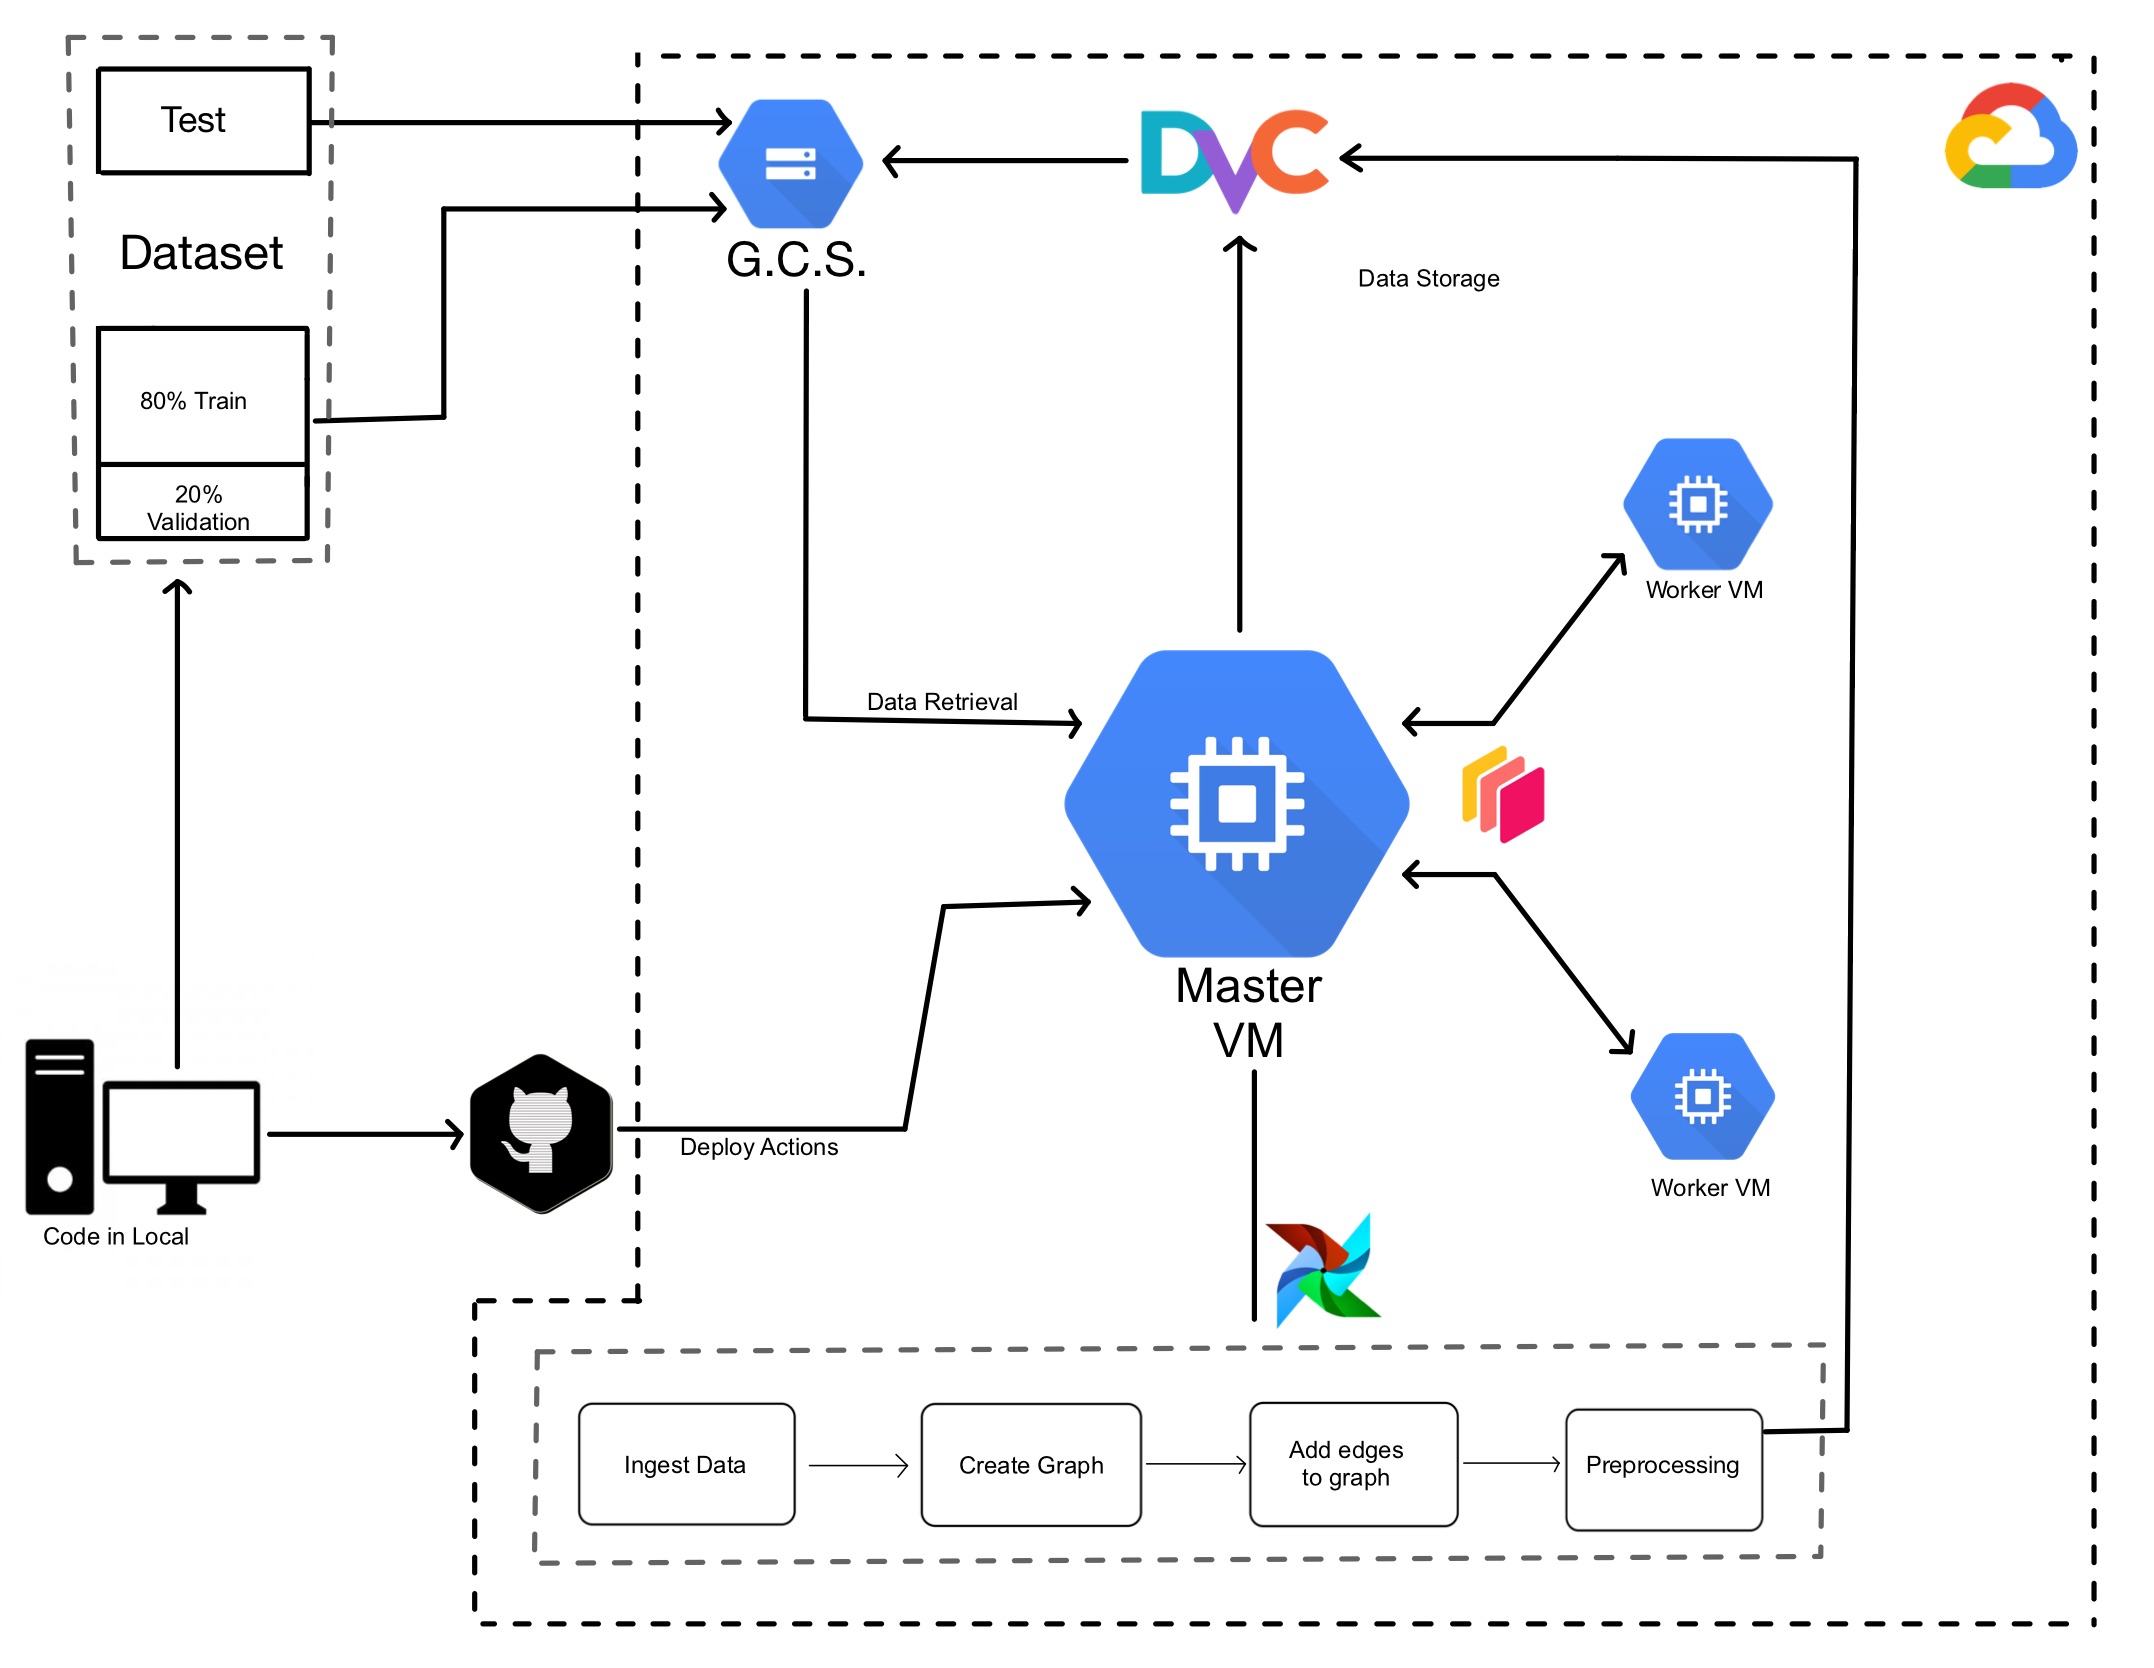 Test
Dataset
80% Train
20%
Validation
G.C.S.
DVC
Data Storage
Worker VM
Data Retrieval
Master
VM
Deploy Actions
Worker VM
Code in Local
Ingest Data
Create Graph
Add edges
to graph
Preprocessing